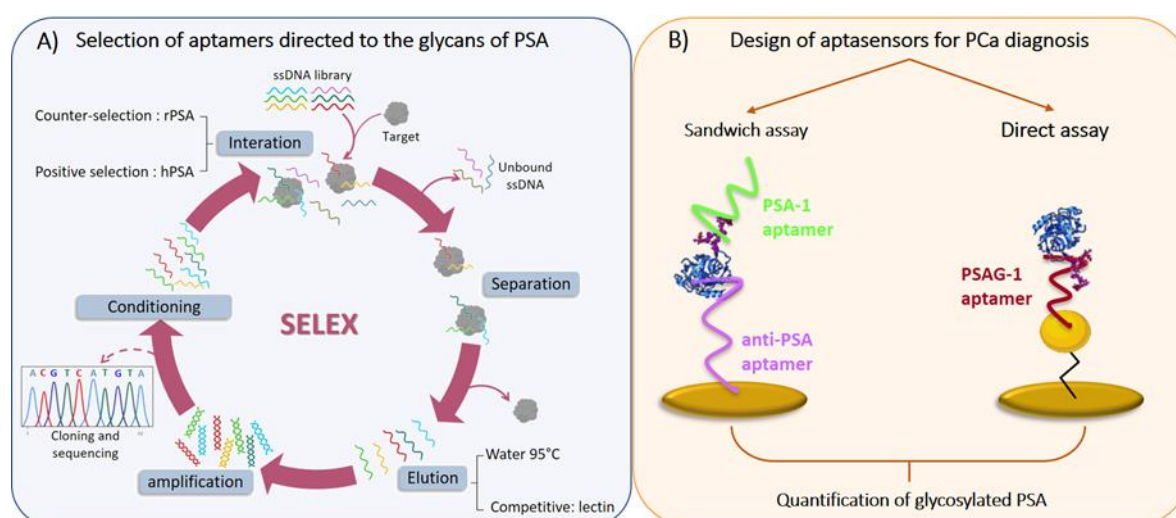 A) Selection of aptamers directed to the glycans of PSA
ssDNA library
Counter-selection : rPSA
Target
Interation
Positive selection : hPSA
Unbound
ssDNA
Separation
Conditioning
SELEX
A C G T C A T G T A
Cloning and
sequencing
amplification
Elution
Water 95°C
Competitive: lectin
B) Design of aptasensors for PCa diagnosis
Sandwich assay
Direct assay
PSA-1
aptamer
PSAG-1
aptamer
anti-PSA
aptamer
Quantification of glycosylated PSA